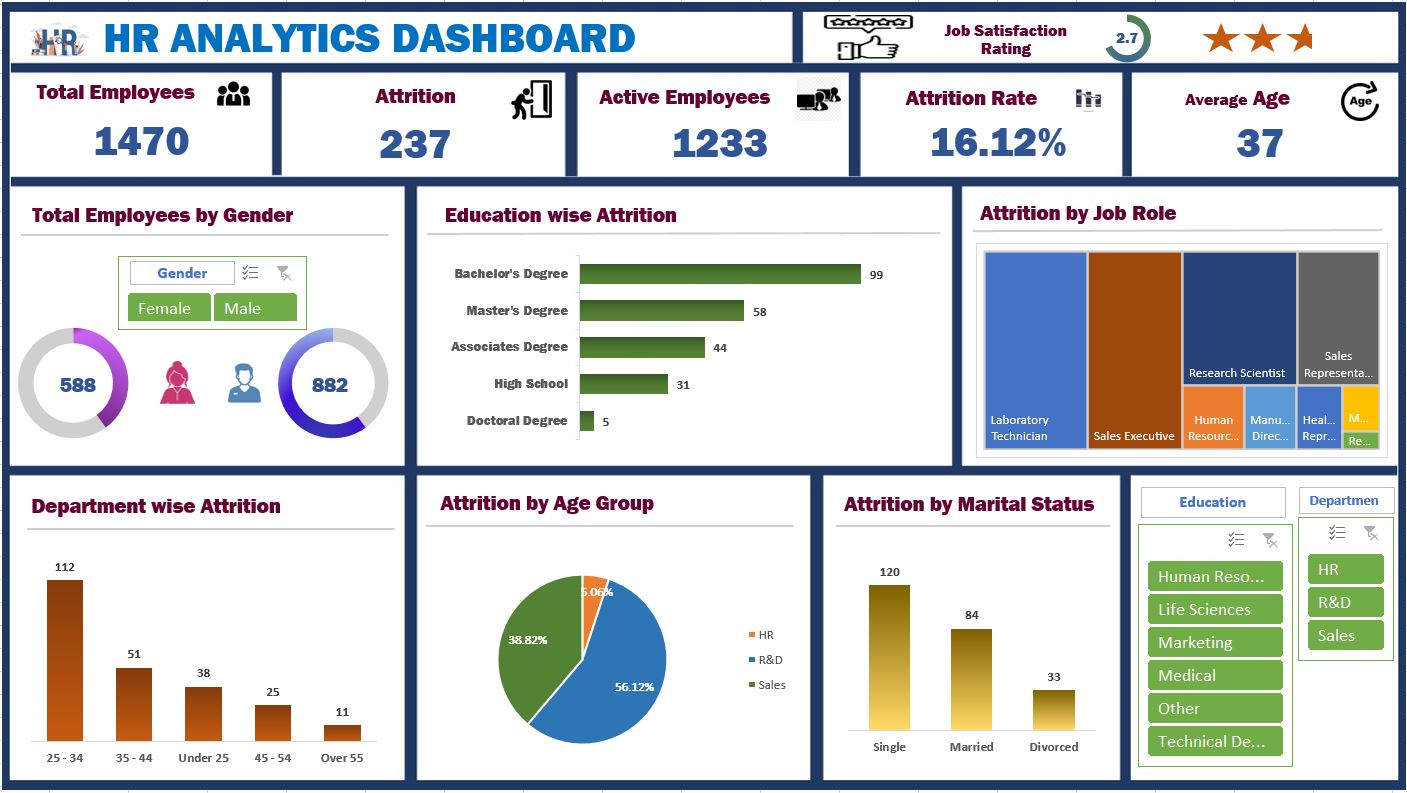 HR
HR ANALYTICS DASHBOARD
Job Satisfaction
Rating
2.7
Total Employees
1470
Attrition
237
Active Employees
1233
Attrition Rate
16.12%
Average Age
Age
37
Total Employees by Gender
Gender
Female
Male
588
882
Education wise Attrition
Bachelor's Degree
99
Master's Degree
58
Associates Degree
44
High School
31
Doctoral Degree
5
Attrition by Job Role
Laboratory
Technician
Sales Executive
Research Scientist
Sales
Representa...
Human
Resourc...
Manu...
Direc...
Heal...
Repr...
M...
Re...
Department wise Attrition
112
51
38
25
11
25 - 34
35 - 44
Under 25
45 - 54
Over 55
Attrition by Age Group
5.06%
38.82%
56.12%
HR
R&D
Sales
Attrition by Marital Status
120
84
33
Single
Married
Divorced
Education
Human Reso...
Life Sciences
Marketing
Medical
Other
Technical De...
Departmen
HR
R&D
Sales